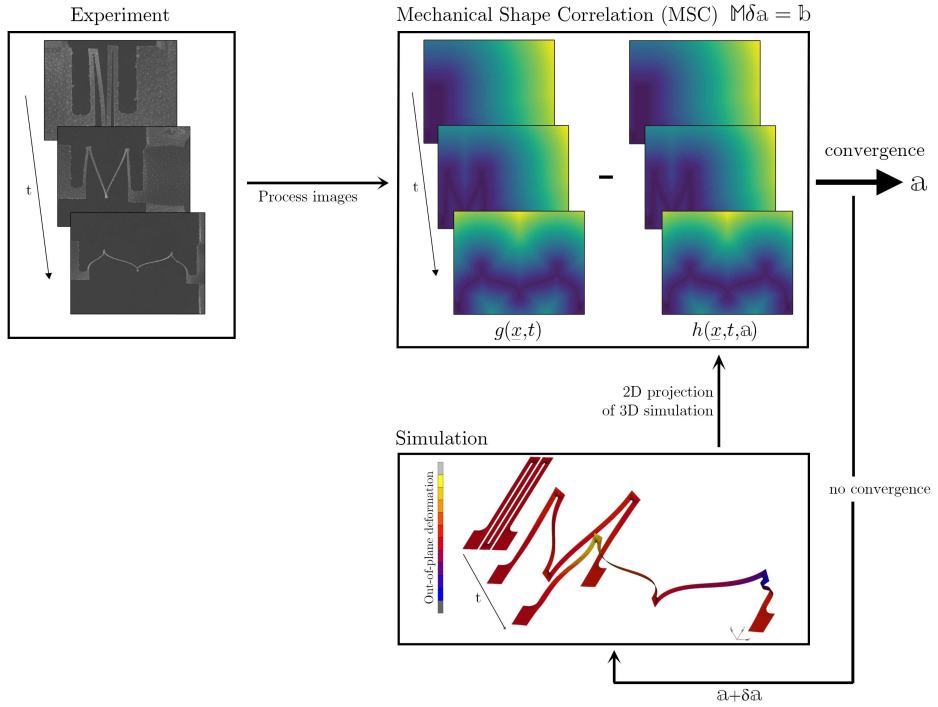 Experiment
t
Process images
Mechanical Shape Correlation (MSC) 𝕄δ𝕒 = 𝕓
t
-
g(x,t)
h(x,t,𝕒)
convergence
𝕒
2D projection
of 3D simulation
Simulation
Out-of-plane deformation
t
no convergence
𝕒+δ𝕒